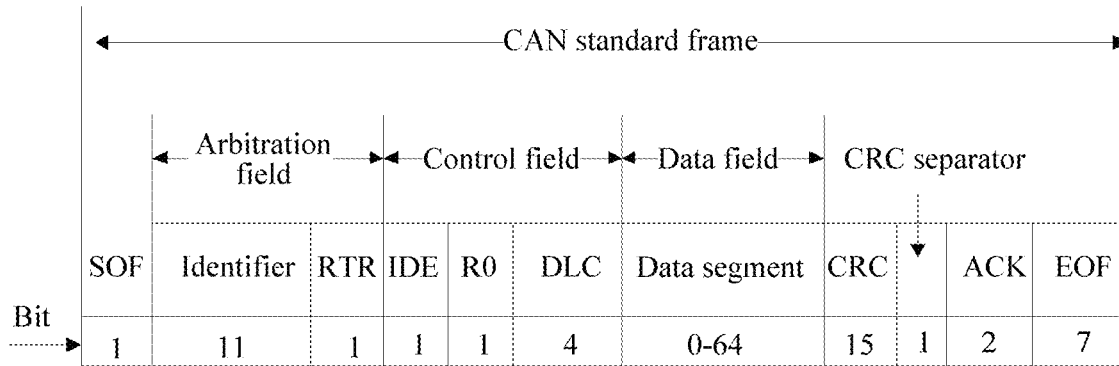 CAN standard frame
Arbitration
field
Control field
Data field
CRC separator
SOF Identifier RTR IDE R0 DLC Data segment CRC ACK EOF
Bit
1 11 1 1 1 4 0-64 15 1 2 7